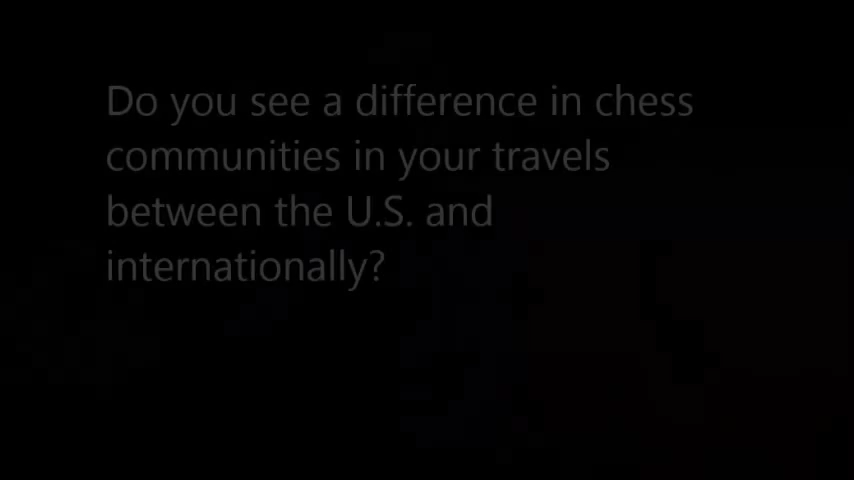 Do you see a difference in chess
communities in your travels
between the U.S. and
internationally?